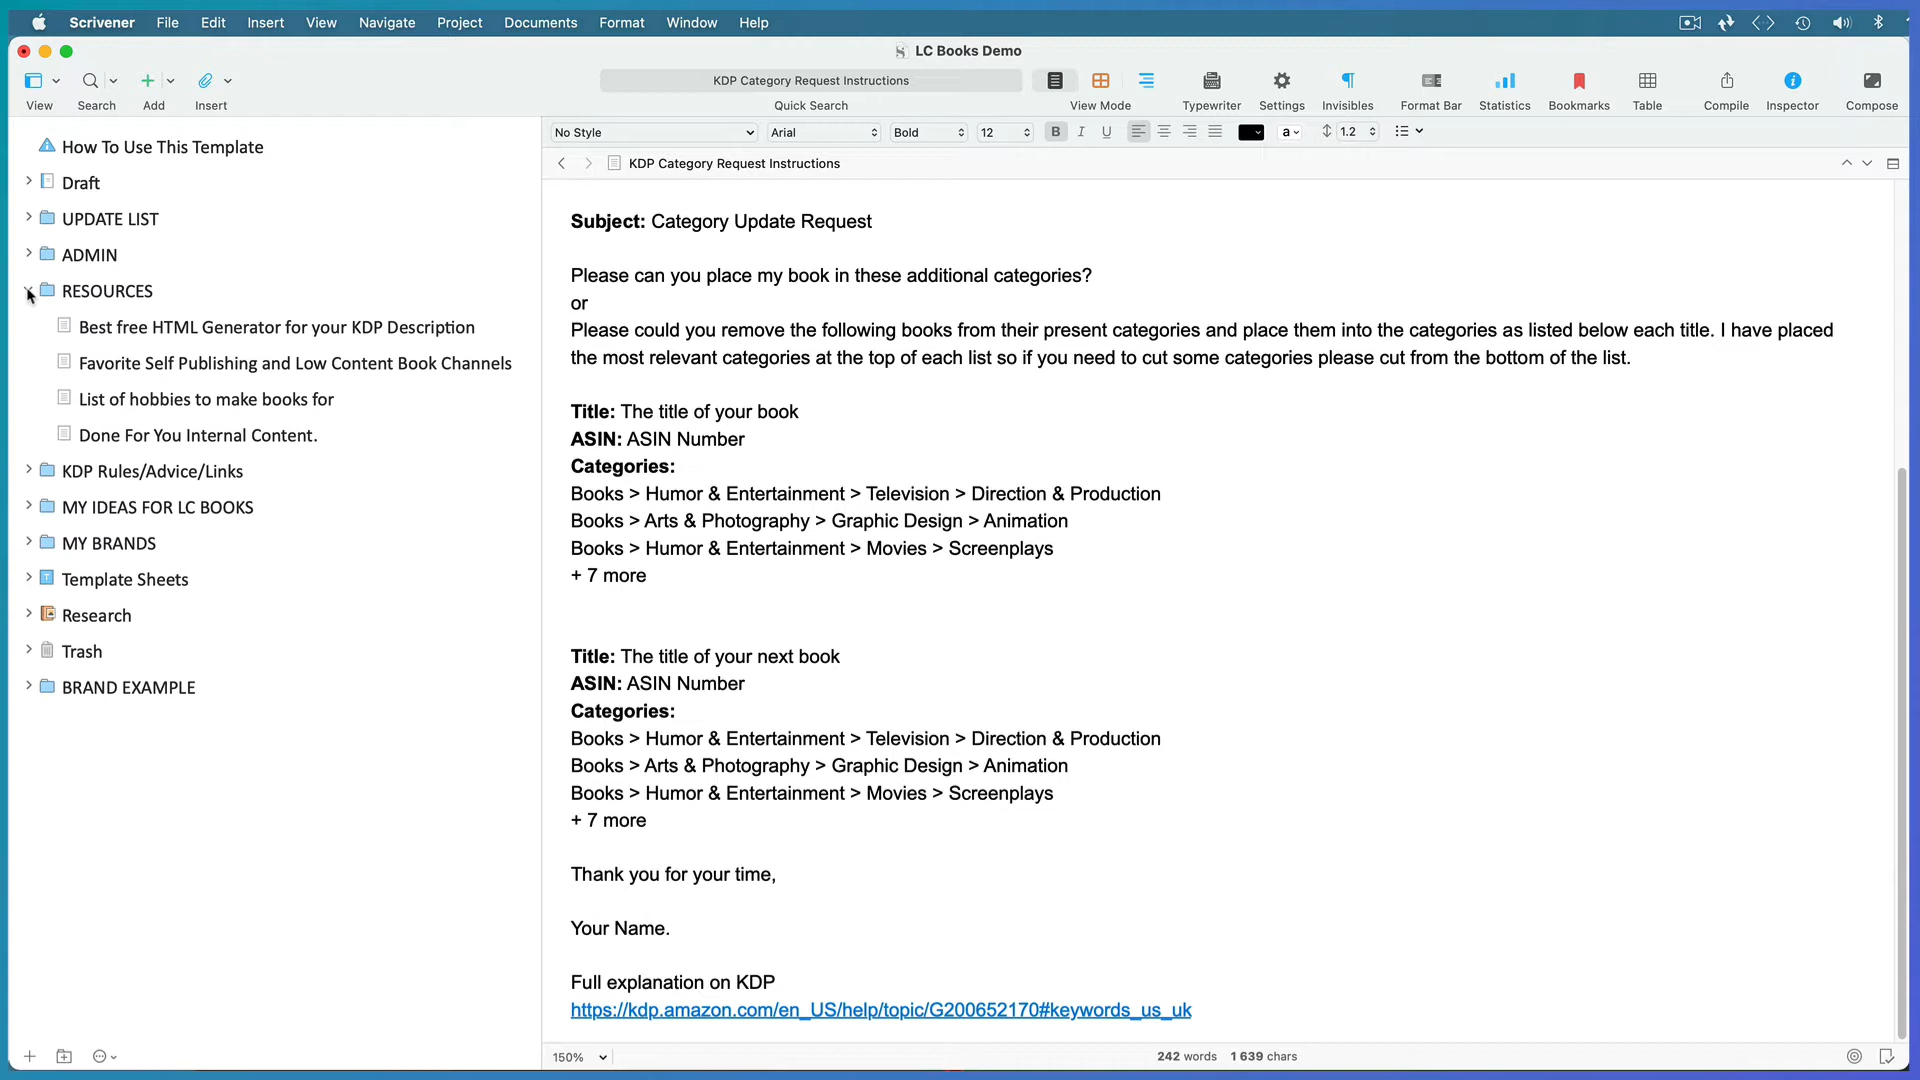 Scrivener File Edit Insert View Navigate Project Documents Format Window Help
LC Books Demo
KDP Category Request Instructions
View Search Add Insert Quick Search View Mode Typewriter Settings Invisibles Format Bar Statistics Bookmarks Table Compile Inspector Compose
No Style Arial Bold 12 B I U a 1.2
KDP Category Request Instructions
How To Use This Template
Draft
UPDATE LIST
ADMIN
RESOURCES
Best free HTML Generator for your KDP Description
Favorite Self Publishing and Low Content Book Channels
List of hobbies to make books for
Done For You Internal Content.
KDP Rules/Advice/Links
MY IDEAS FOR LC BOOKS
MY BRANDS
Template Sheets
Research
Trash
BRAND EXAMPLE
Subject: Category Update Request
Please can you place my book in these additional categories?
or
Please could you remove the following books from their present categories and place them into the categories as listed below each title. I have placed
the most relevant categories at the top of each list so if you need to cut some categories please cut from the bottom of the list.
Title: The title of your book
ASIN: ASIN Number
Categories:
Books > Humor & Entertainment > Television > Direction & Production
Books > Arts & Photography > Graphic Design > Animation
Books > Humor & Entertainment > Movies > Screenplays
+ 7 more
Title: The title of your next book
ASIN: ASIN Number
Categories:
Books > Humor & Entertainment > Television > Direction & Production
Books > Arts & Photography > Graphic Design > Animation
Books > Humor & Entertainment > Movies > Screenplays
+ 7 more
Thank you for your time,
Your Name.
Full explanation on KDP
https://kdp.amazon.com/en_US/help/topic/G200652170#keywords_us_uk
150% 242 words 1 639 chars